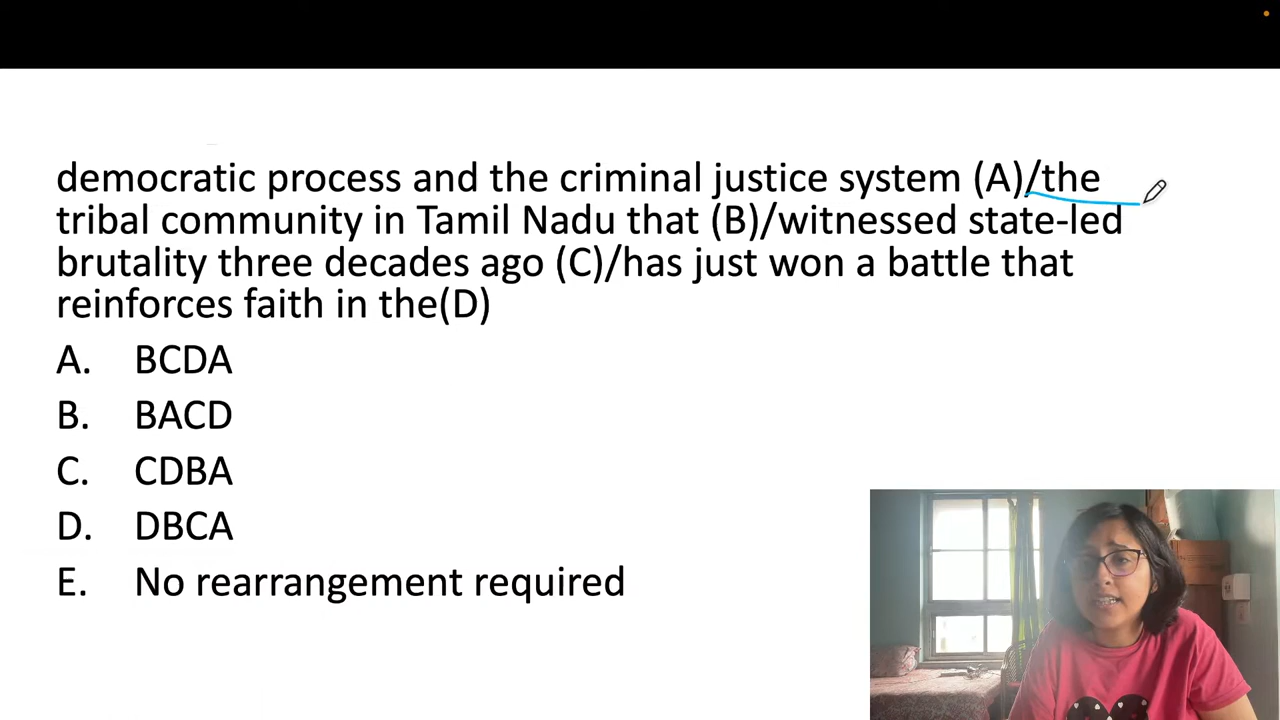 democratic process and the criminal justice system (A)/the
tribal community in Tamil Nadu that (B)/witnessed state-led
brutality three decades ago (C)/has just won a battle that
reinforces faith in the(D)
A. BCDA
B. BACD
C. CDBA
D. DBCA
E. No rearrangement required